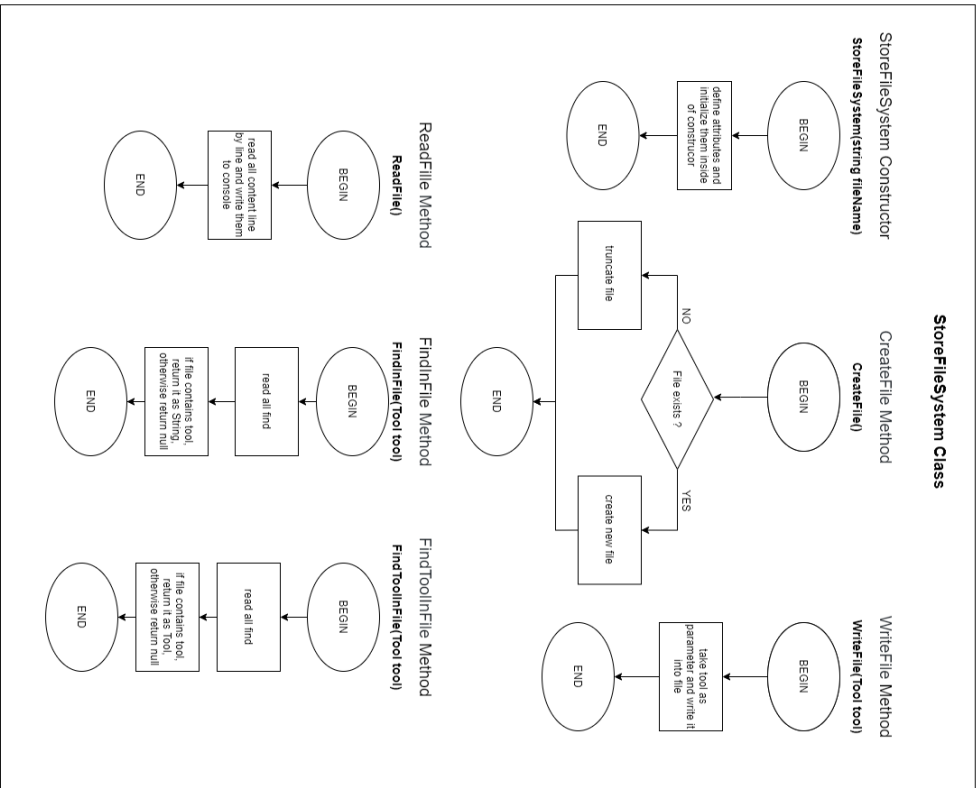 StoreFileSystem Class
StoreFileSystem Constructor
StoreFileSystem(string fileName)
BEGIN
define attributes and
initialize them inside
of construcor
END
CreateFile Method
CreateFile()
BEGIN
File exists ?
NO
YES
truncate file
create new file
END
WriteFile Method
WriteFile(Tool tool)
BEGIN
take tool as
parameter and write it
into file
END
ReadFille Method
ReadFile()
BEGIN
read all content line
by line and write them
to console
END
FindInFile Method
FindInFile(Tool tool)
BEGIN
read all find
if file contains tool,
return it as String,
otherwise return null
END
FindToolInFile Method
FindToolInFile(Tool tool)
BEGIN
read all find
if file contains tool,
return it as Tool,
otherwise return null
END